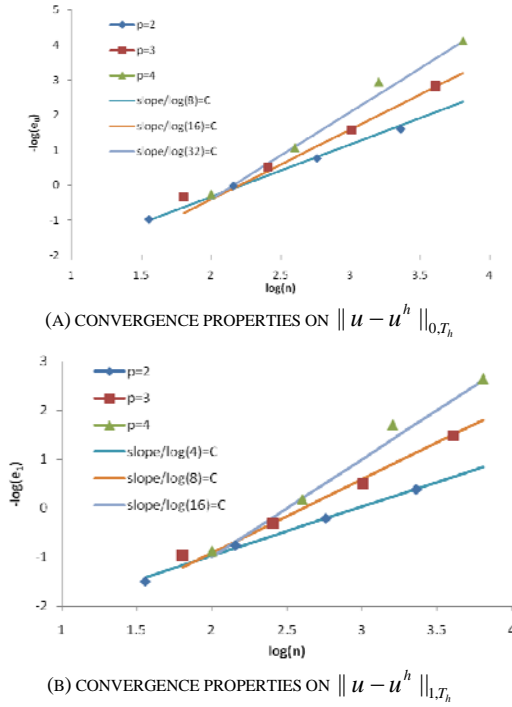 5
4
3
2
1
0
-1
-2
-log(e0)
p=2
p=3
p=4
slope/log(8)=C
slope/log(16)=C
slope/log(32)=C
1 1.5 2 2.5 3 3.5 4
log(n)
(A) CONVERGENCE PROPERTIES ON ‖ u − u^h ‖_{0,T_h}
3
2
1
0
-1
-2
-log(e1)
p=2
p=3
p=4
slope/log(4)=C
slope/log(8)=C
slope/log(16)=C
1 1.5 2 2.5 3 3.5 4
log(n)
(B) CONVERGENCE PROPERTIES ON ‖ u − u^h ‖_{1,T_h}